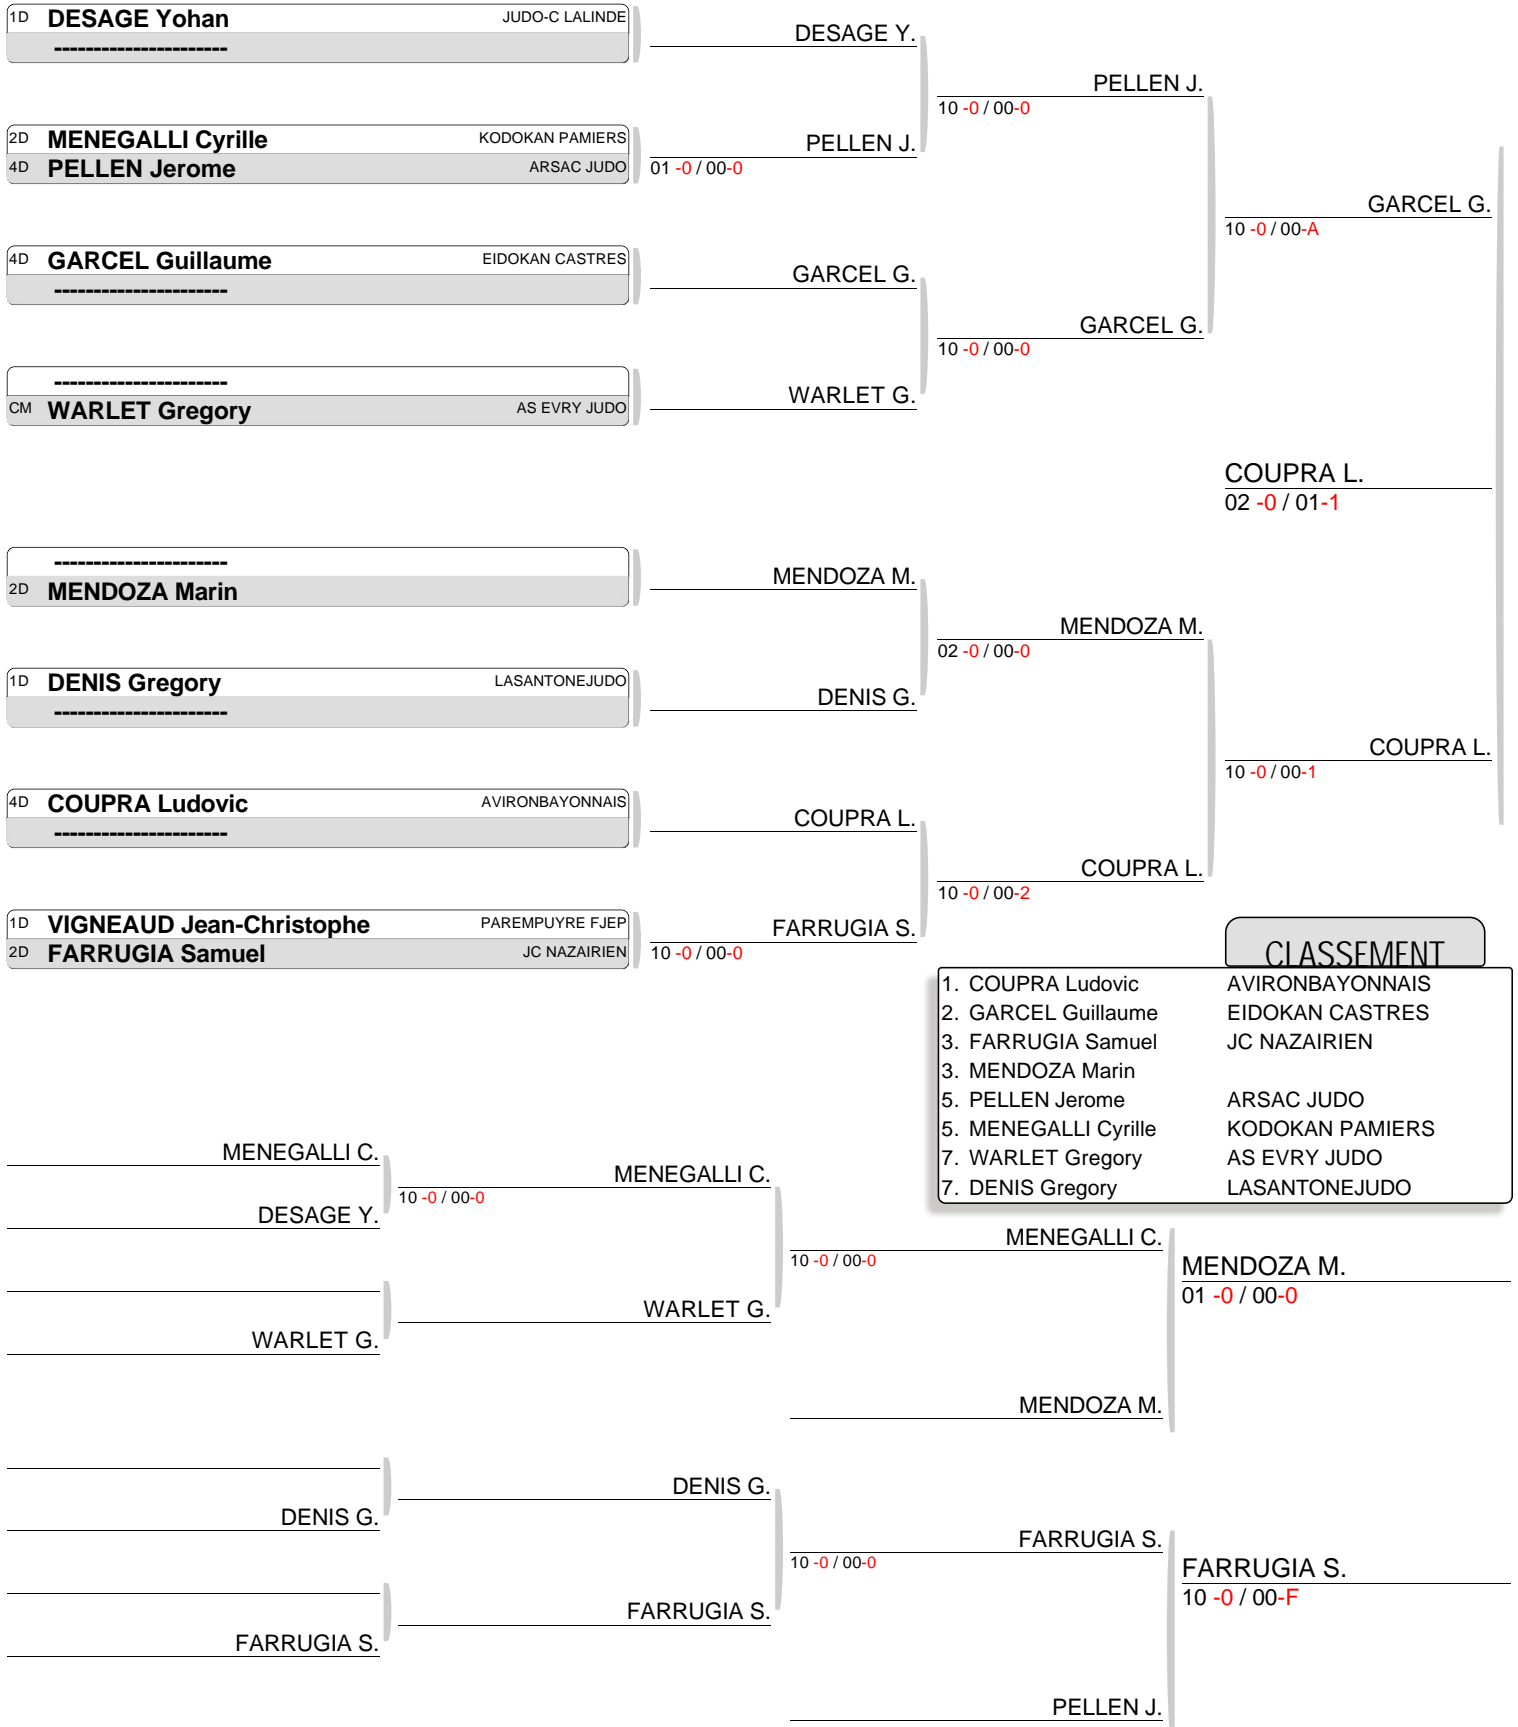 1D DESAGE Yohan JUDO-C LALINDE
----------------------
DESAGE Y.
PELLEN J.
10 -0 / 00-0
2D MENEGALLI Cyrille KODOKAN PAMIERS
4D PELLEN Jerome ARSAC JUDO
PELLEN J.
01 -0 / 00-0
GARCEL G.
10 -0 / 00-A
4D GARCEL Guillaume EIDOKAN CASTRES
----------------------
GARCEL G.
GARCEL G.
10 -0 / 00-0
----------------------
CM WARLET Gregory AS EVRY JUDO
WARLET G.
COUPRA L.
02 -0 / 01-1
----------------------
2D MENDOZA Marin
MENDOZA M.
MENDOZA M.
02 -0 / 00-0
1D DENIS Gregory LASANTONEJUDO
----------------------
DENIS G.
COUPRA L.
10 -0 / 00-1
4D COUPRA Ludovic AVIRONBAYONNAIS
----------------------
COUPRA L.
COUPRA L.
10 -0 / 00-2
1D VIGNEAUD Jean-Christophe PAREMPUYRE FJEP
2D FARRUGIA Samuel JC NAZAIRIEN
FARRUGIA S.
10 -0 / 00-0
CLASSEMENT
1. COUPRA Ludovic AVIRONBAYONNAIS
2. GARCEL Guillaume EIDOKAN CASTRES
3. FARRUGIA Samuel JC NAZAIRIEN
3. MENDOZA Marin
5. PELLEN Jerome ARSAC JUDO
5. MENEGALLI Cyrille KODOKAN PAMIERS
7. WARLET Gregory AS EVRY JUDO
7. DENIS Gregory LASANTONEJUDO
MENEGALLI C.
MENEGALLI C.
10 -0 / 00-0
DESAGE Y.
MENEGALLI C.
10 -0 / 00-0
MENDOZA M.
01 -0 / 00-0
WARLET G.
WARLET G.
MENDOZA M.
DENIS G.
DENIS G.
FARRUGIA S.
10 -0 / 00-0
FARRUGIA S.
10 -0 / 00-F
FARRUGIA S.
FARRUGIA S.
PELLEN J.